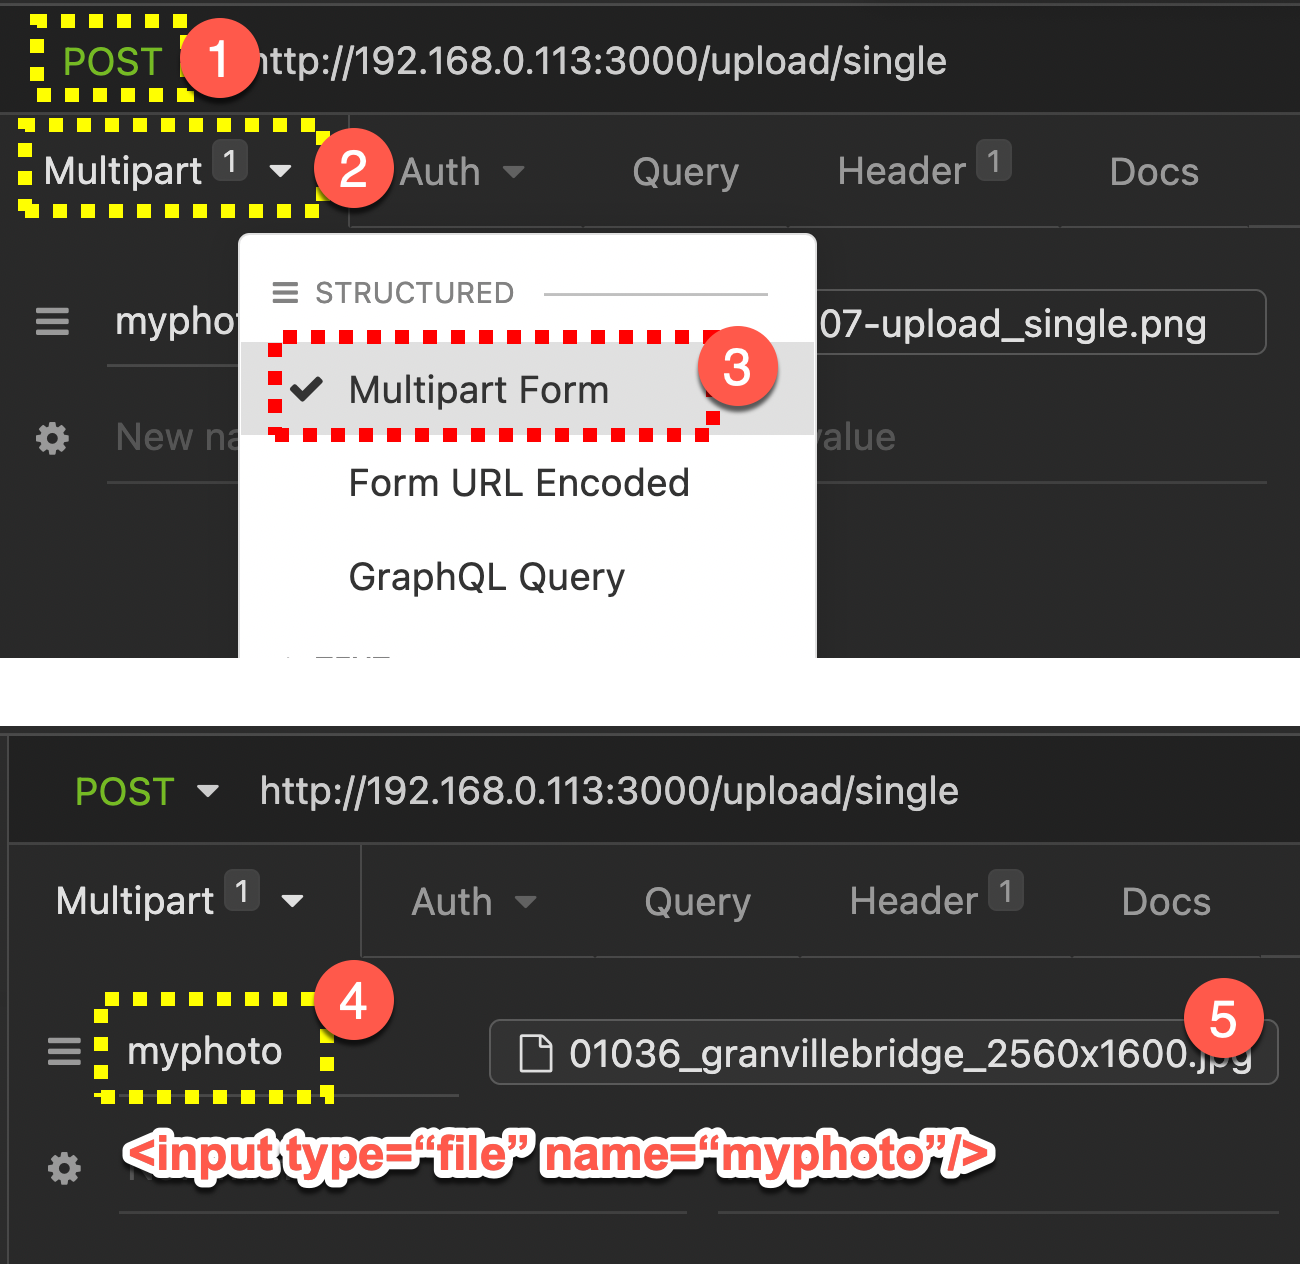 POST 1 http://192.168.0.113:3000/upload/single
Multipart 1 2 Auth Query Header 1 Docs
STRUCTURED
07-upload_single.png
Multipart Form 3
New value
Form URL Encoded
GraphQL Query
POST http://192.168.0.113:3000/upload/single
Multipart 1 Auth Query Header 1 Docs
4 5
myphoto 01036_granvillebridge_2560x1600.jpg
<input type=“file” name=“myphoto”/>